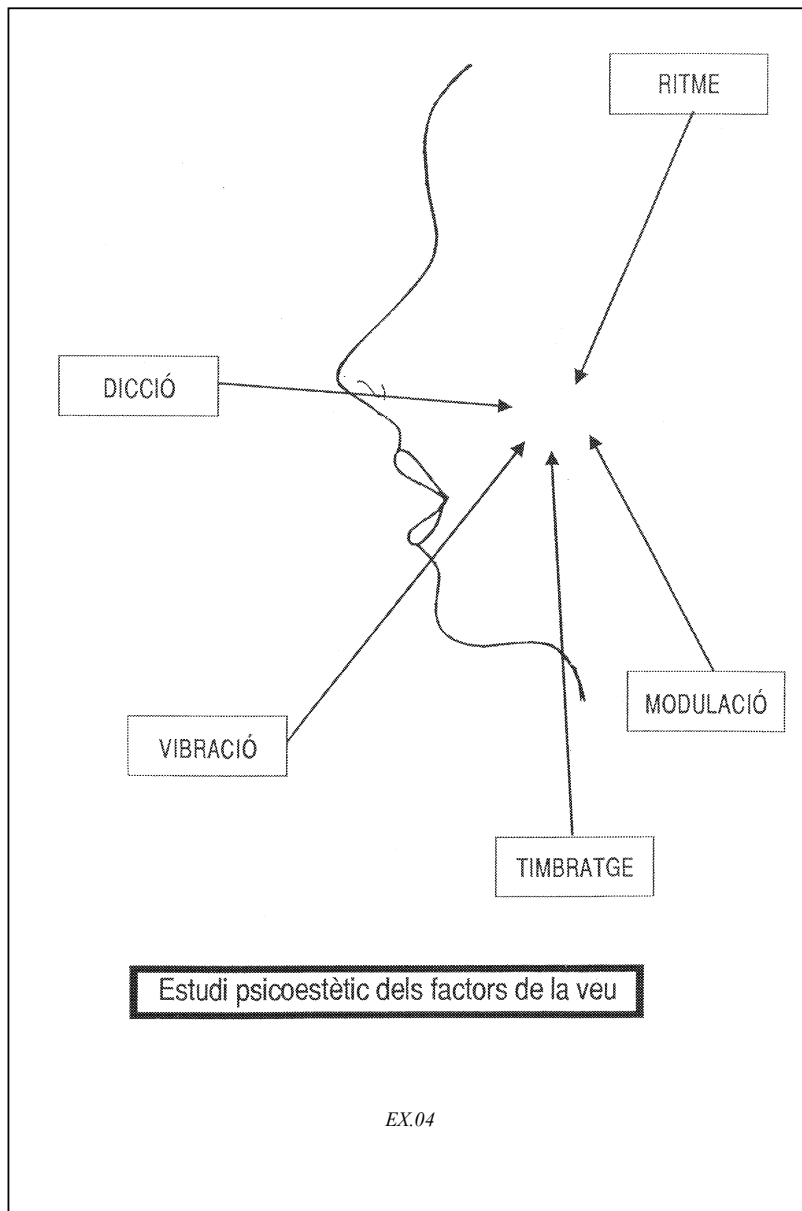 RITME
DICCIÓ
MODULACIÓ
VIBRACIÓ
TIMBRATGE
Estudi psicoestètic dels factors de la veu
EX.04